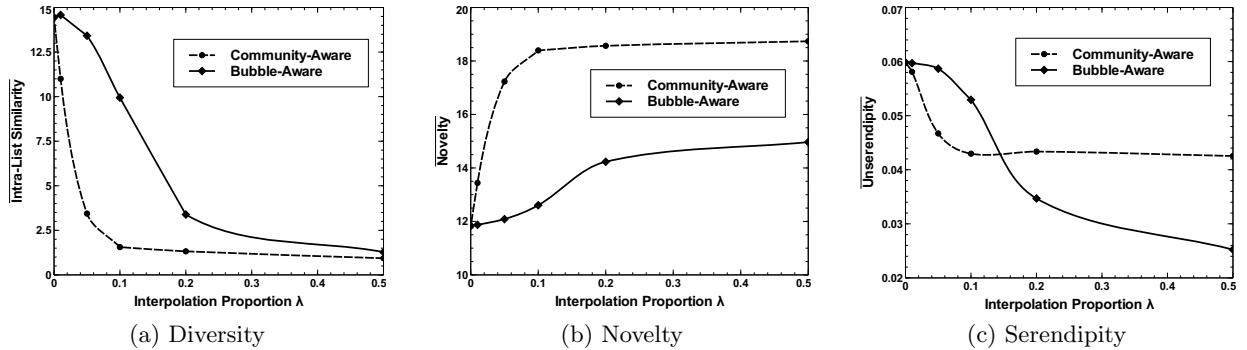 15
12.5
10
7.5
5
2.5
0
Intra-List Similarity
Community-Aware
Bubble-Aware
0 0.1 0.2 0.3 0.4 0.5
Interpolation Proportion λ
(a) Diversity
20
18
16
14
12
10
Novelty
Community-Aware
Bubble-Aware
0 0.1 0.2 0.3 0.4 0.5
Interpolation Proportion λ
(b) Novelty
0.07
0.06
0.05
0.04
0.03
0.02
Unserendipity
Community-Aware
Bubble-Aware
0 0.1 0.2 0.3 0.4 0.5
Interpolation Proportion λ
(c) Serendipity